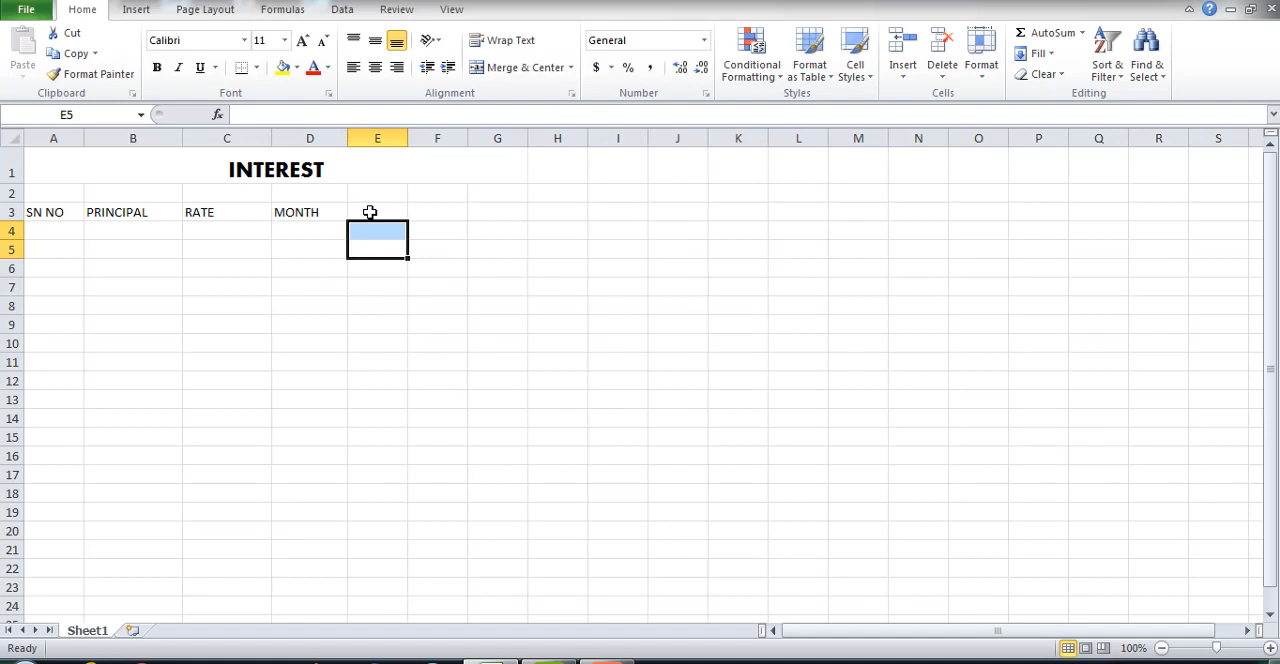 File Home Insert Page Layout Formulas Data Review View
Cut Calibri 11 A A Wrap Text General Σ AutoSum
Copy Fill
Paste Format Painter B I U A Merge & Center $ % , .0 .00 .00 .0 Conditional Formatting Format as Table Cell Styles Insert Delete Format Clear Sort & Filter Find & Select
Clipboard Font Alignment Number Styles Cells Editing
E5 fx
A B C D E F G H I J K L M N O P Q R S
1 INTEREST
2
3 SN NO PRINCIPAL RATE MONTH
4
5
6
7
8
9
10
11
12
13
14
15
16
17
18
19
20
21
22
23
24
Sheet1
Ready 100%